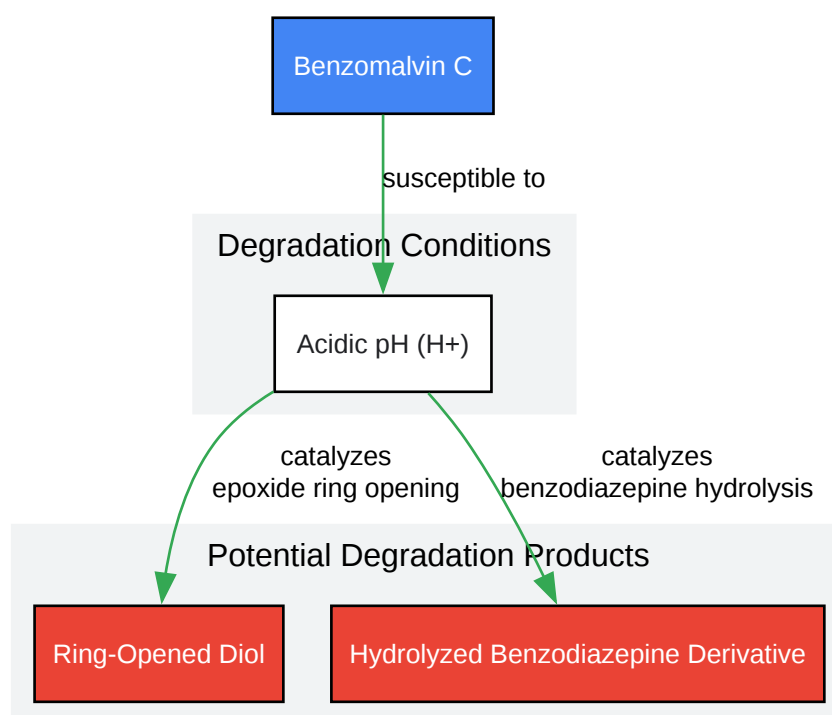 Benzomalvin C
susceptible to
Degradation Conditions
Acidic pH (H+)
catalyzes
epoxide ring opening
catalyzes
benzodiazepine hydrolysis
Potential Degradation Products
Ring-Opened Diol
Hydrolyzed Benzodiazepine Derivative